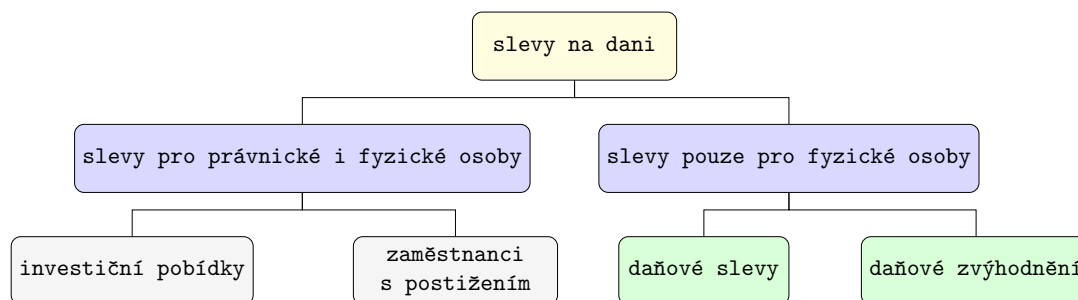 slevy na dani
slevy pro právnické i fyzické osoby
slevy pouze pro fyzické osoby
investiční pobídky
zaměstnanci
s postižením
daňové slevy
daňové zvýhodnění